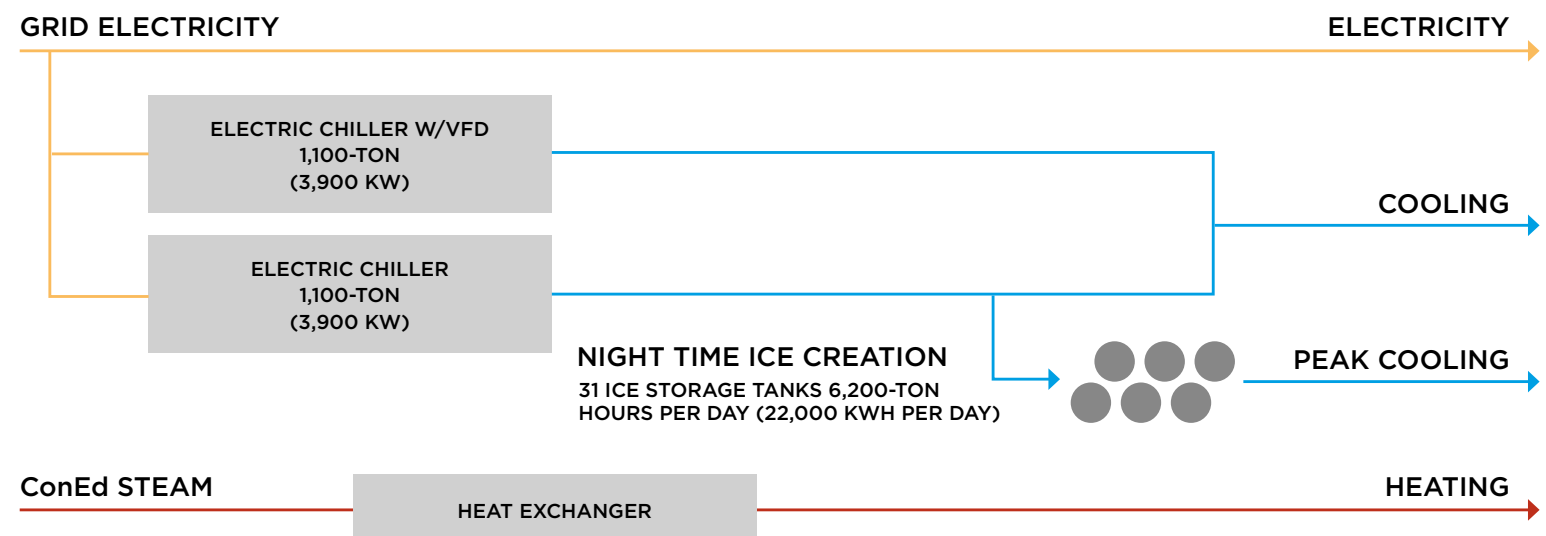 GRID ELECTRICITY
ELECTRICITY
ELECTRIC CHILLER W/VFD
1,100-TON
(3,900 KW)
COOLING
ELECTRIC CHILLER
1,100-TON
(3,900 KW)
NIGHT TIME ICE CREATION
31 ICE STORAGE TANKS 6,200-TON
HOURS PER DAY (22,000 KWH PER DAY)
PEAK COOLING
ConEd STEAM
HEAT EXCHANGER
HEATING